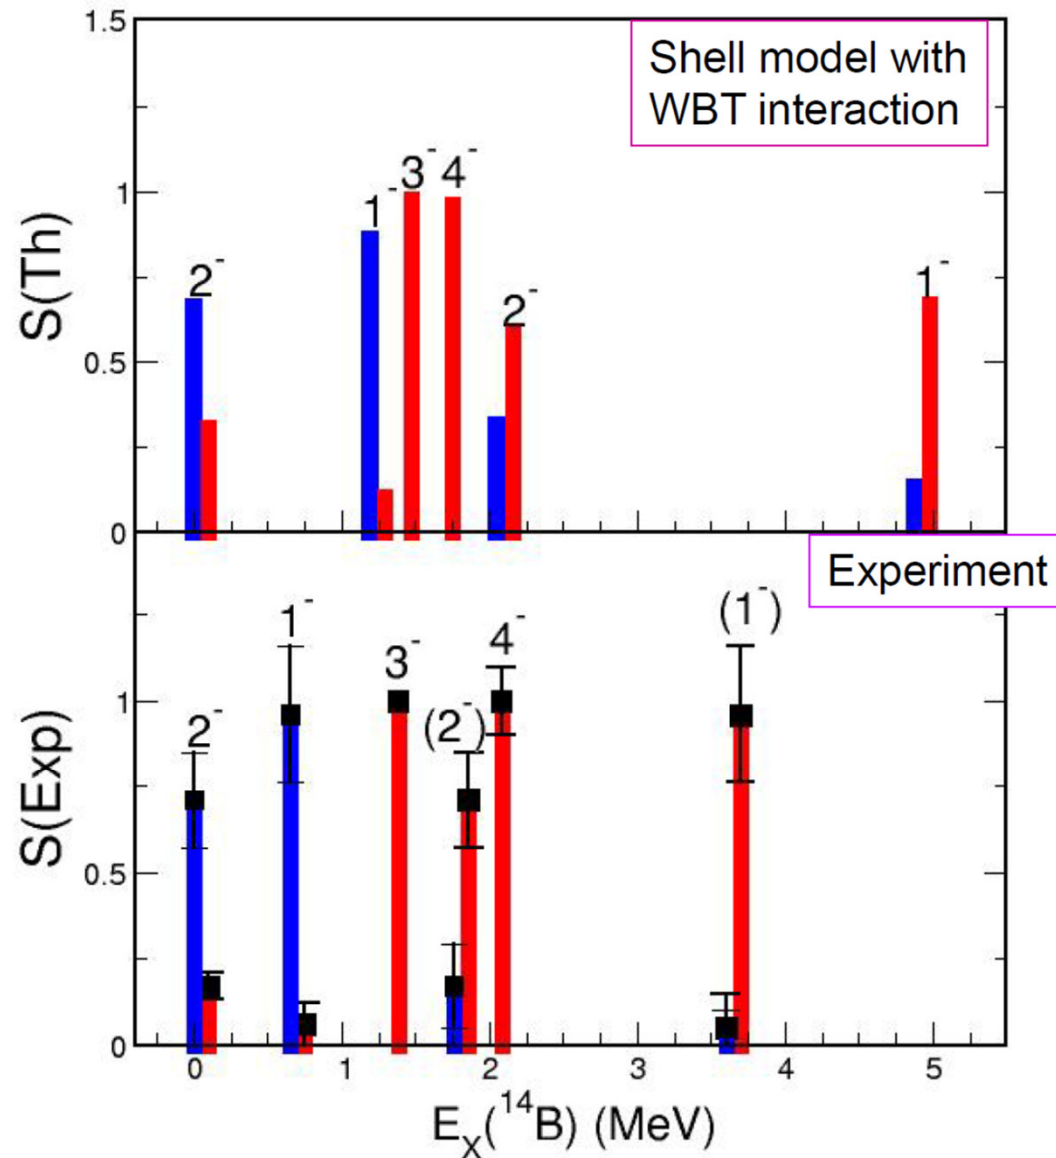 1.5
Shell model with
WBT interaction
S(Th)
1
0.5
0
2⁻
1⁻
3⁻
4⁻
2⁻
1⁻
Experiment
S(Exp)
1
0.5
0
2⁻
1⁻
3⁻
(2⁻)
4⁻
(1⁻)
0 1 2 3 4 5
Eₓ(¹⁴B) (MeV)